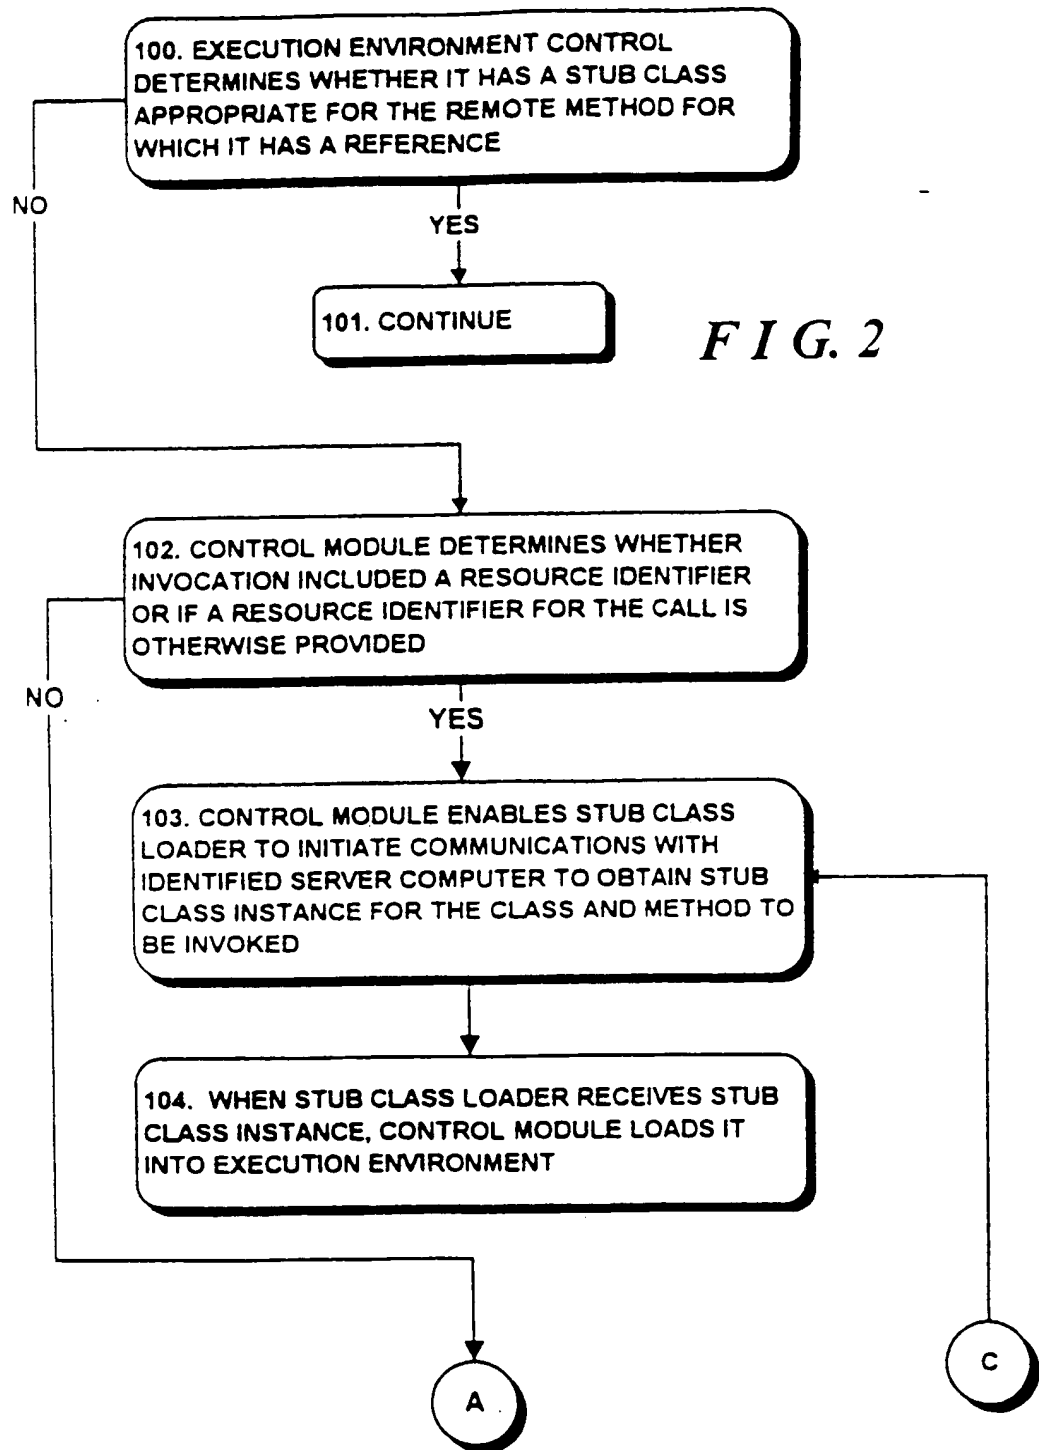 100. EXECUTION ENVIRONMENT CONTROL
DETERMINES WHETHER IT HAS A STUB CLASS
APPROPRIATE FOR THE REMOTE METHOD FOR
WHICH IT HAS A REFERENCE
NO
YES
101. CONTINUE
FIG. 2
102. CONTROL MODULE DETERMINES WHETHER
INVOCATION INCLUDED A RESOURCE IDENTIFIER
OR IF A RESOURCE IDENTIFIER FOR THE CALL IS
OTHERWISE PROVIDED
NO
YES
103. CONTROL MODULE ENABLES STUB CLASS
LOADER TO INITIATE COMMUNICATIONS WITH
IDENTIFIED SERVER COMPUTER TO OBTAIN STUB
CLASS INSTANCE FOR THE CLASS AND METHOD TO
BE INVOKED
104. WHEN STUB CLASS LOADER RECEIVES STUB
CLASS INSTANCE, CONTROL MODULE LOADS IT
INTO EXECUTION ENVIRONMENT
C
A